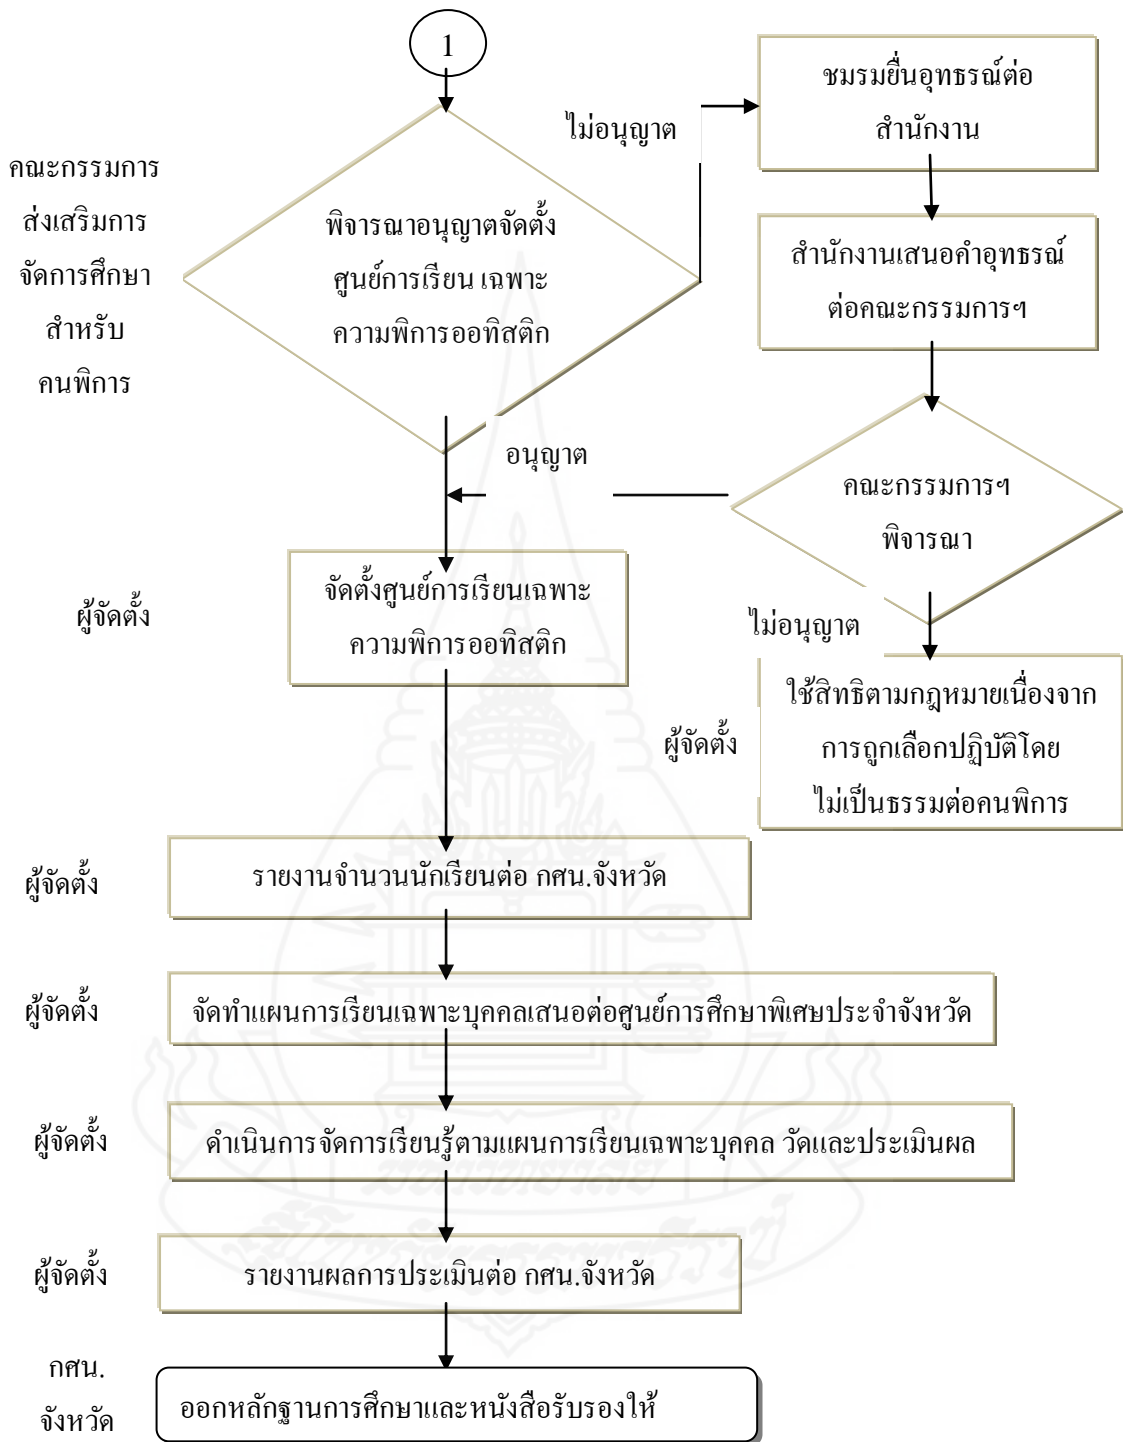 1
คณะกรรมการ
ส่งเสริมการ
จัดการศึกษา
สำหรับ
คนพิการ
พิจารณาอนุญาตจัดตั้ง
ศูนย์การเรียน เฉพาะ
ความพิการออทิสติก
ไม่อนุญาต
ชมรมยื่นอุทธรณ์ต่อ
สำนักงาน
สำนักงานเสนอคำอุทธรณ์
ต่อคณะกรรมการฯ
คณะกรรมการฯ
พิจารณา
อนุญาต
ไม่อนุญาต
ผู้จัดตั้ง
ใช้สิทธิตามกฎหมายเนื่องจาก
การถูกเลือกปฏิบัติโดย
ไม่เป็นธรรมต่อคนพิการ
ผู้จัดตั้ง
จัดตั้งศูนย์การเรียนเฉพาะ
ความพิการออทิสติก
ผู้จัดตั้ง
รายงานจำนวนนักเรียนต่อ กศน.จังหวัด
ผู้จัดตั้ง
จัดทำแผนการเรียนเฉพาะบุคคลเสนอต่อศูนย์การศึกษาพิเศษประจำจังหวัด
ผู้จัดตั้ง
ดำเนินการจัดการเรียนรู้ตามแผนการเรียนเฉพาะบุคคล วัดและประเมินผล
ผู้จัดตั้ง
รายงานผลการประเมินต่อ กศน.จังหวัด
กศน.
จังหวัด
ออกหลักฐานการศึกษาและหนังสือรับรองให้
มหาวิทยาลัย
สุโขทัยธรรมาธิราช